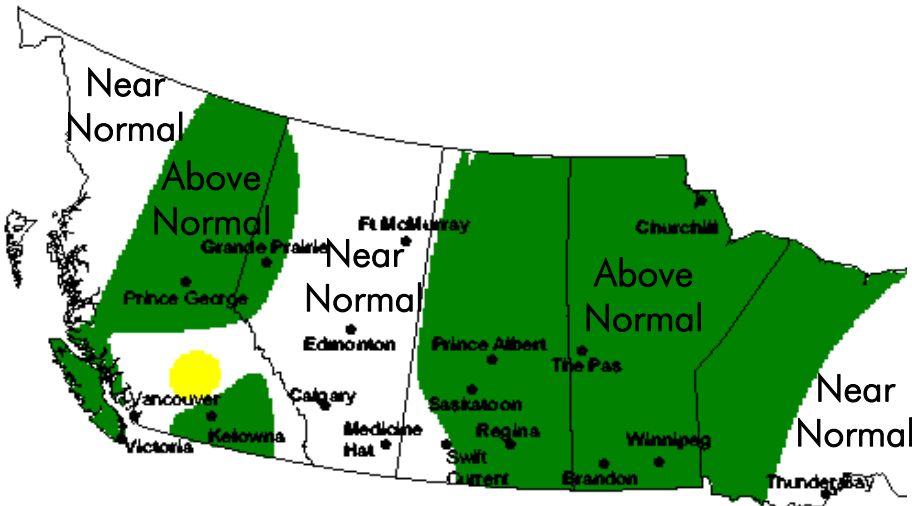 Near
Normal
Above
Normal
Grande Prairie
Prince George
Ft McMurray
Near
Normal
Edmonton
Calgary
Medicine
Hat
Vancouver
Victoria
Kelowna
Prince Albert
Saskatoon
Regina
Swift
Current
Churchill
Above
Normal
The Pas
Winnipeg
Brandon
Near
Normal
Thunder Bay